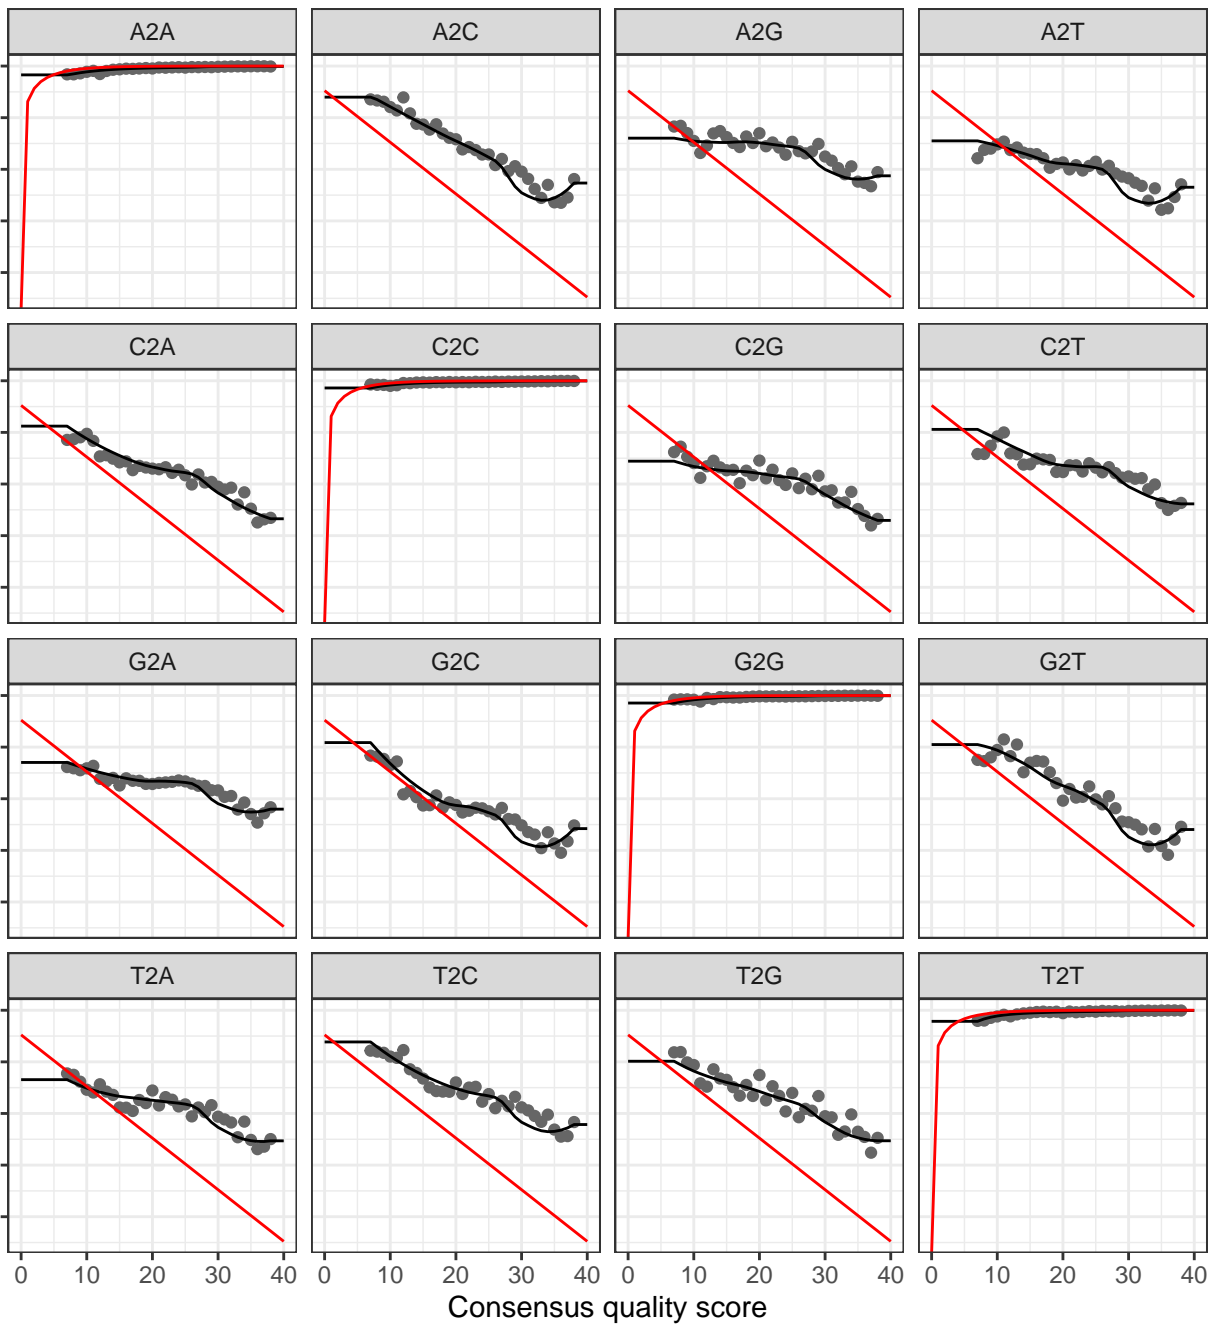 A2A A2C A2G A2T
C2A C2C C2G C2T
G2A G2C G2G G2T
T2A T2C T2G T2T
0 10 20 30 40 0 10 20 30 40 0 10 20 30 40 0 10 20 30 40
Consensus quality score